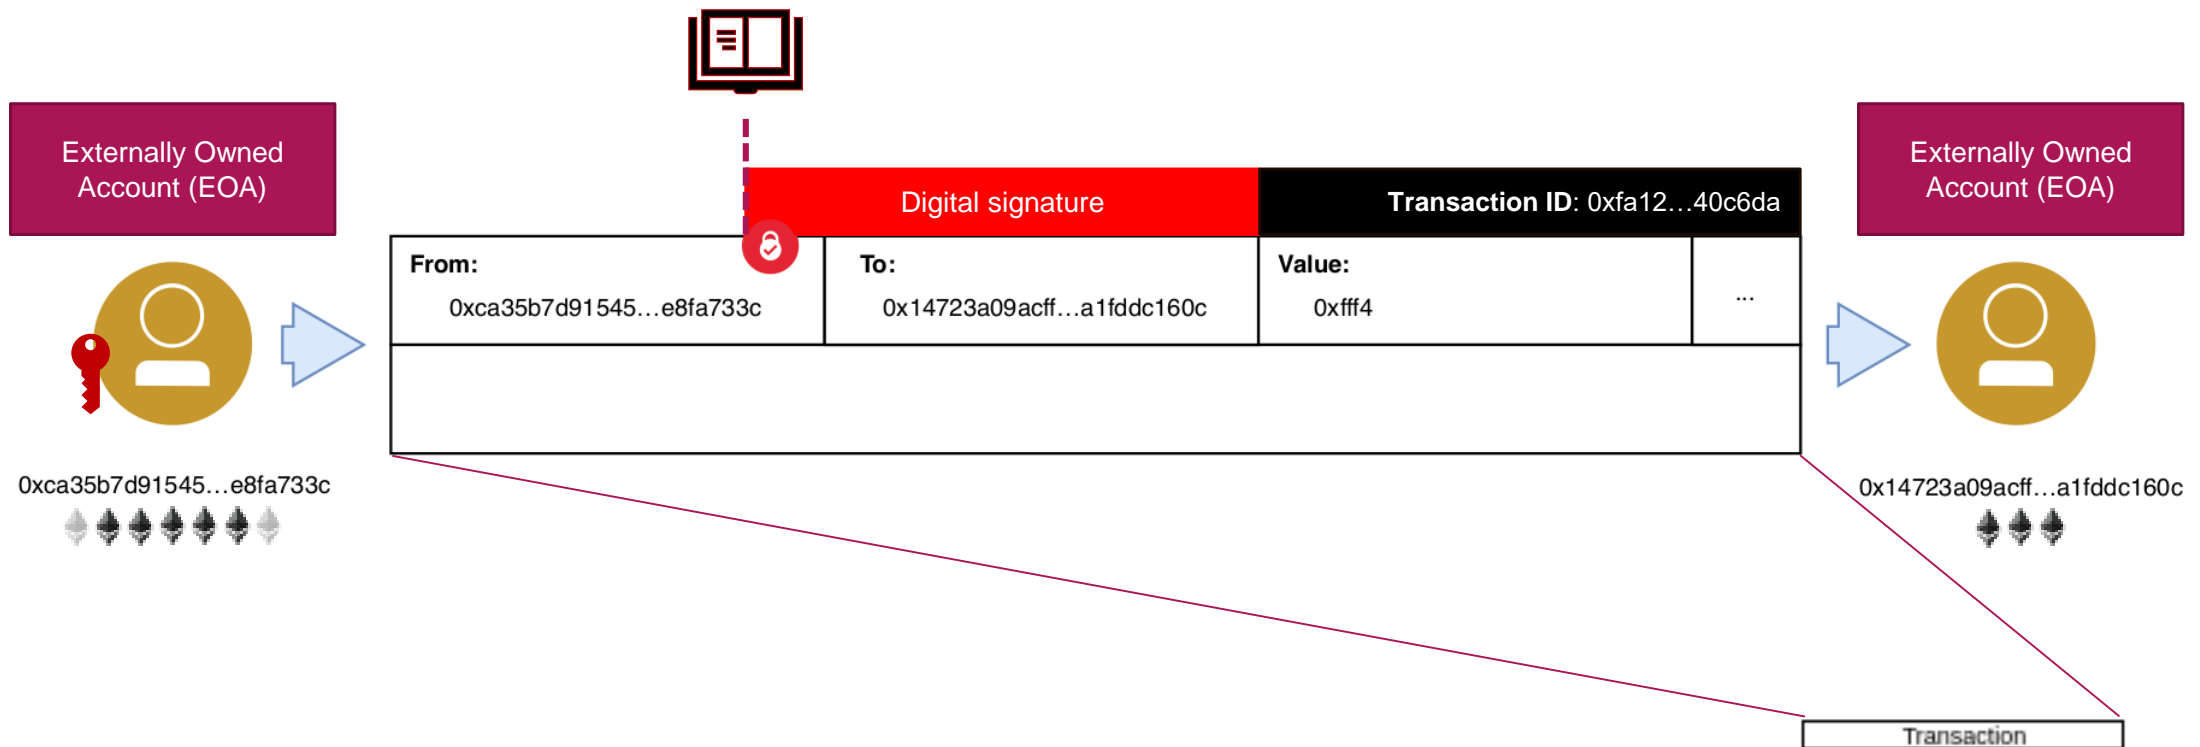 Externally Owned
Account (EOA)
Digital signature
Transaction ID: 0xfa12…40c6da
Externally Owned
Account (EOA)
From:
To:
Value:
0xca35b7d91545…e8fa733c
0x14723a09acff…a1fddc160c
0xfff4
...
0xca35b7d91545…e8fa733c
0x14723a09acff…a1fddc160c
Transaction